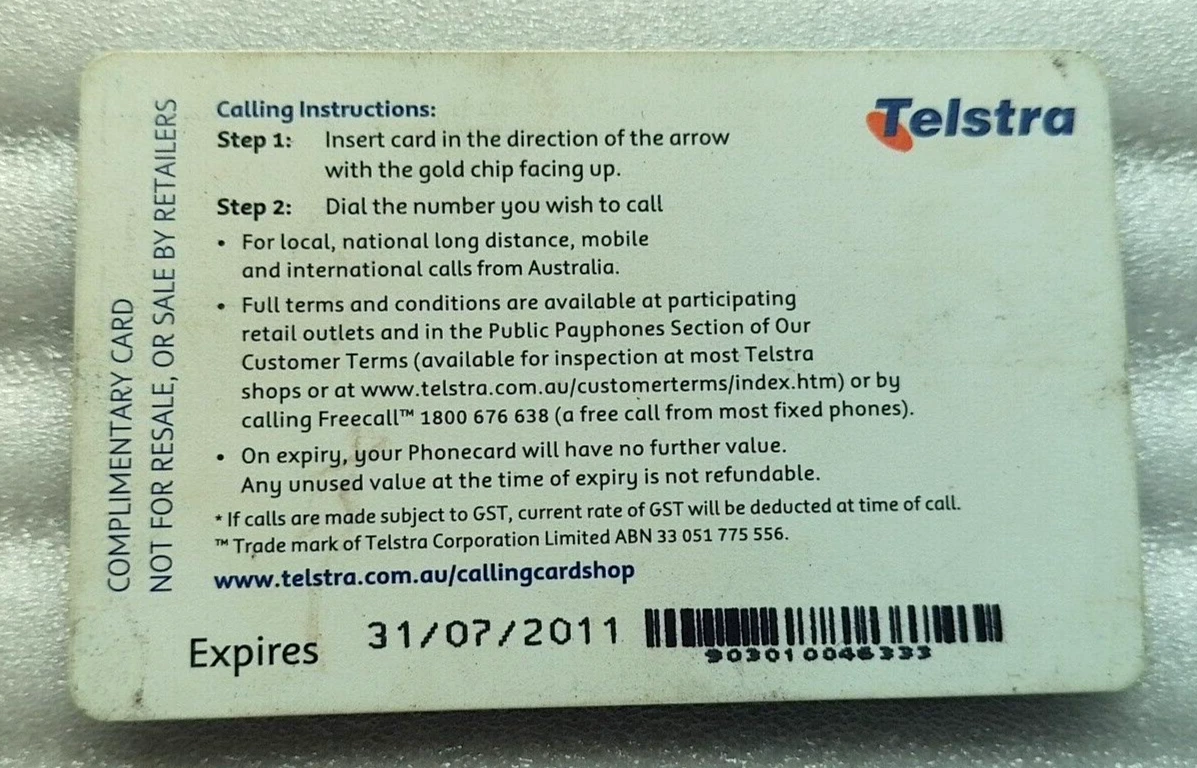 COMPLIMENTARY CARD
NOT FOR RESALE, OR SALE BY RETAILERS
Telstra
Calling Instructions:
Step 1: Insert card in the direction of the arrow
with the gold chip facing up.
Step 2: Dial the number you wish to call
• For local, national long distance, mobile
and international calls from Australia.
• Full terms and conditions are available at participating
retail outlets and in the Public Payphones Section of Our
Customer Terms (available for inspection at most Telstra
shops or at www.telstra.com.au/customerterms/index.htm) or by
calling Freecall™ 1800 676 638 (a free call from most fixed phones).
• On expiry, your Phonecard will have no further value.
Any unused value at the time of expiry is not refundable.
* If calls are made subject to GST, current rate of GST will be deducted at time of call.
™ Trade mark of Telstra Corporation Limited ABN 33 051 775 556.
www.telstra.com.au/callingcardshop
Expires 31/07/2011
903010046333